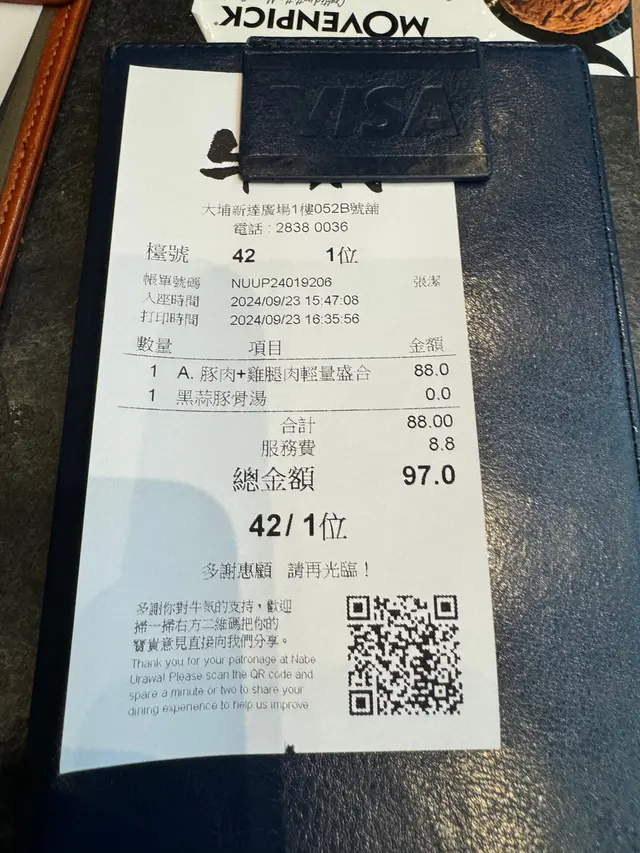 MÖVENPICK
VISA
大埔新達廣場1樓052B號舖
電話 : 2838 0036
檯號 42 1位
帳單號碼 NUUP24019206 張潔
入座時間 2024/09/23 15:47:08
打印時間 2024/09/23 16:35:56
數量 項目 金額
1 A. 豚肉+雞腿肉輕量盛合 88.0
1 黑蒜豚骨湯 0.0
合計 88.00
服務費 8.8
總金額 97.0
42/ 1位
多謝惠顧 請再光臨！
多謝你對牛気的支持，歡迎
掃一掃右方二維碼把你的
寶貴意見直接向我們分享。
Thank you for your patronage at Nabe
Urawa! Please scan the QR code and
spare a minute or two to share your
dining experience to help us improve